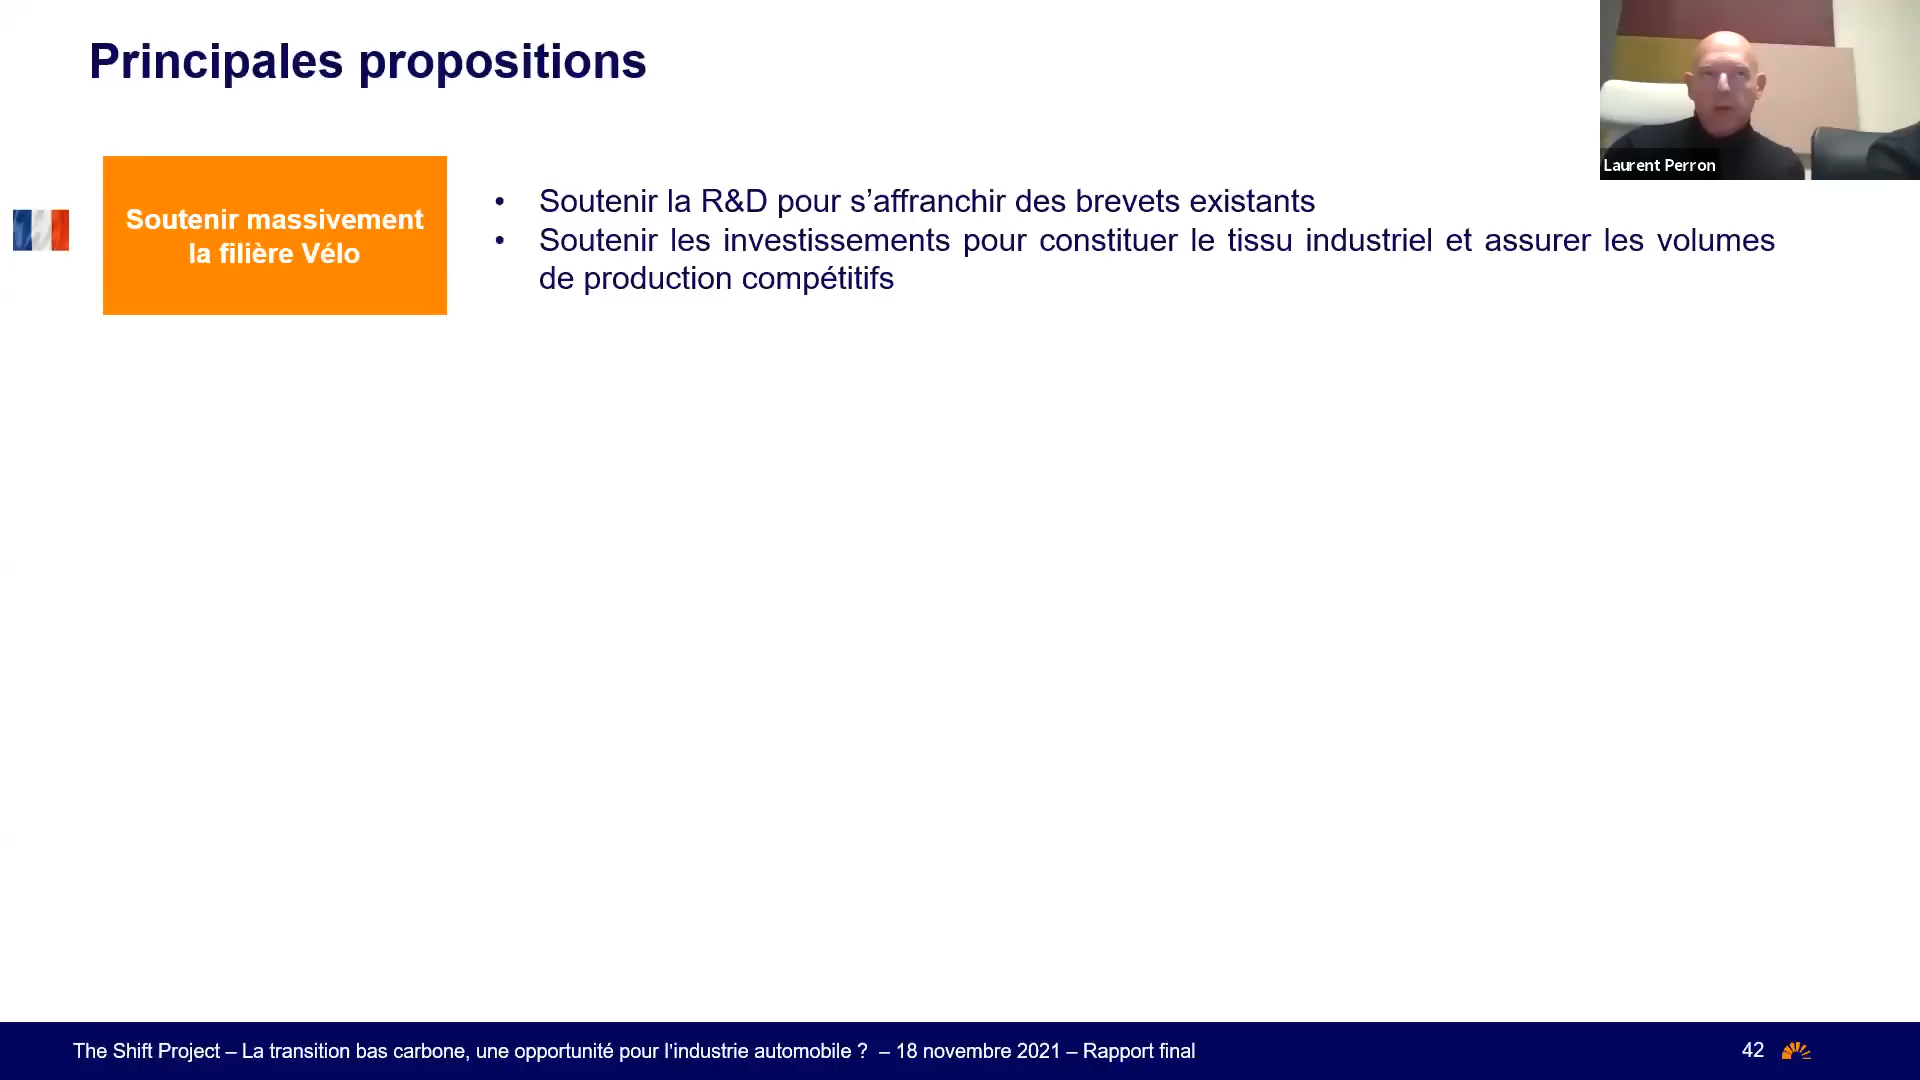 Principales propositions
Laurent Perron
Soutenir massivement
la filière Vélo
• Soutenir la R&D pour s’affranchir des brevets existants
• Soutenir les investissements pour constituer le tissu industriel et assurer les volumes
de production compétitifs
The Shift Project – La transition bas carbone, une opportunité pour l’industrie automobile ? – 18 novembre 2021 – Rapport final
42